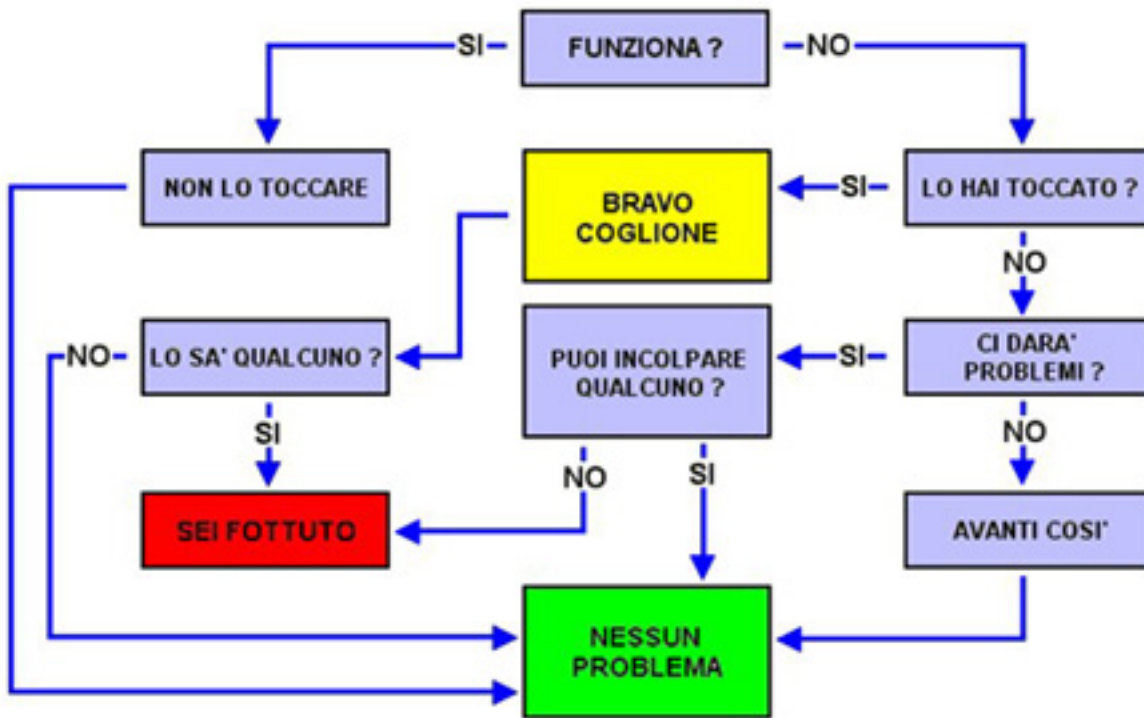 FUNZIONA ?
SI
NO
NON LO TOCCARE
BRAVO
COGLIONE
SI
LO HAI TOCCATO ?
NO
NO
LO SA' QUALCUNO ?
PUOI INCOLPARE
QUALCUNO ?
SI
CI DARA'
PROBLEMI ?
SI
NO
SI
NO
SEI FOTTUTO
AVANTI COSI'
NESSUN
PROBLEMA